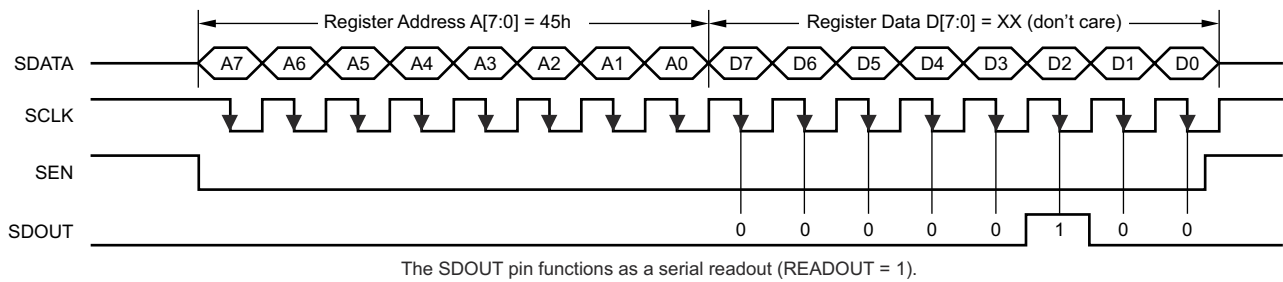 Register Address A[7:0] = 45h Register Data D[7:0] = XX (don’t care)
SDATA A7 A6 A5 A4 A3 A2 A1 A0 D7 D6 D5 D4 D3 D2 D1 D0
SCLK
SEN
SDOUT 0 0 0 0 0 1 0 0
The SDOUT pin functions as a serial readout (READOUT = 1).